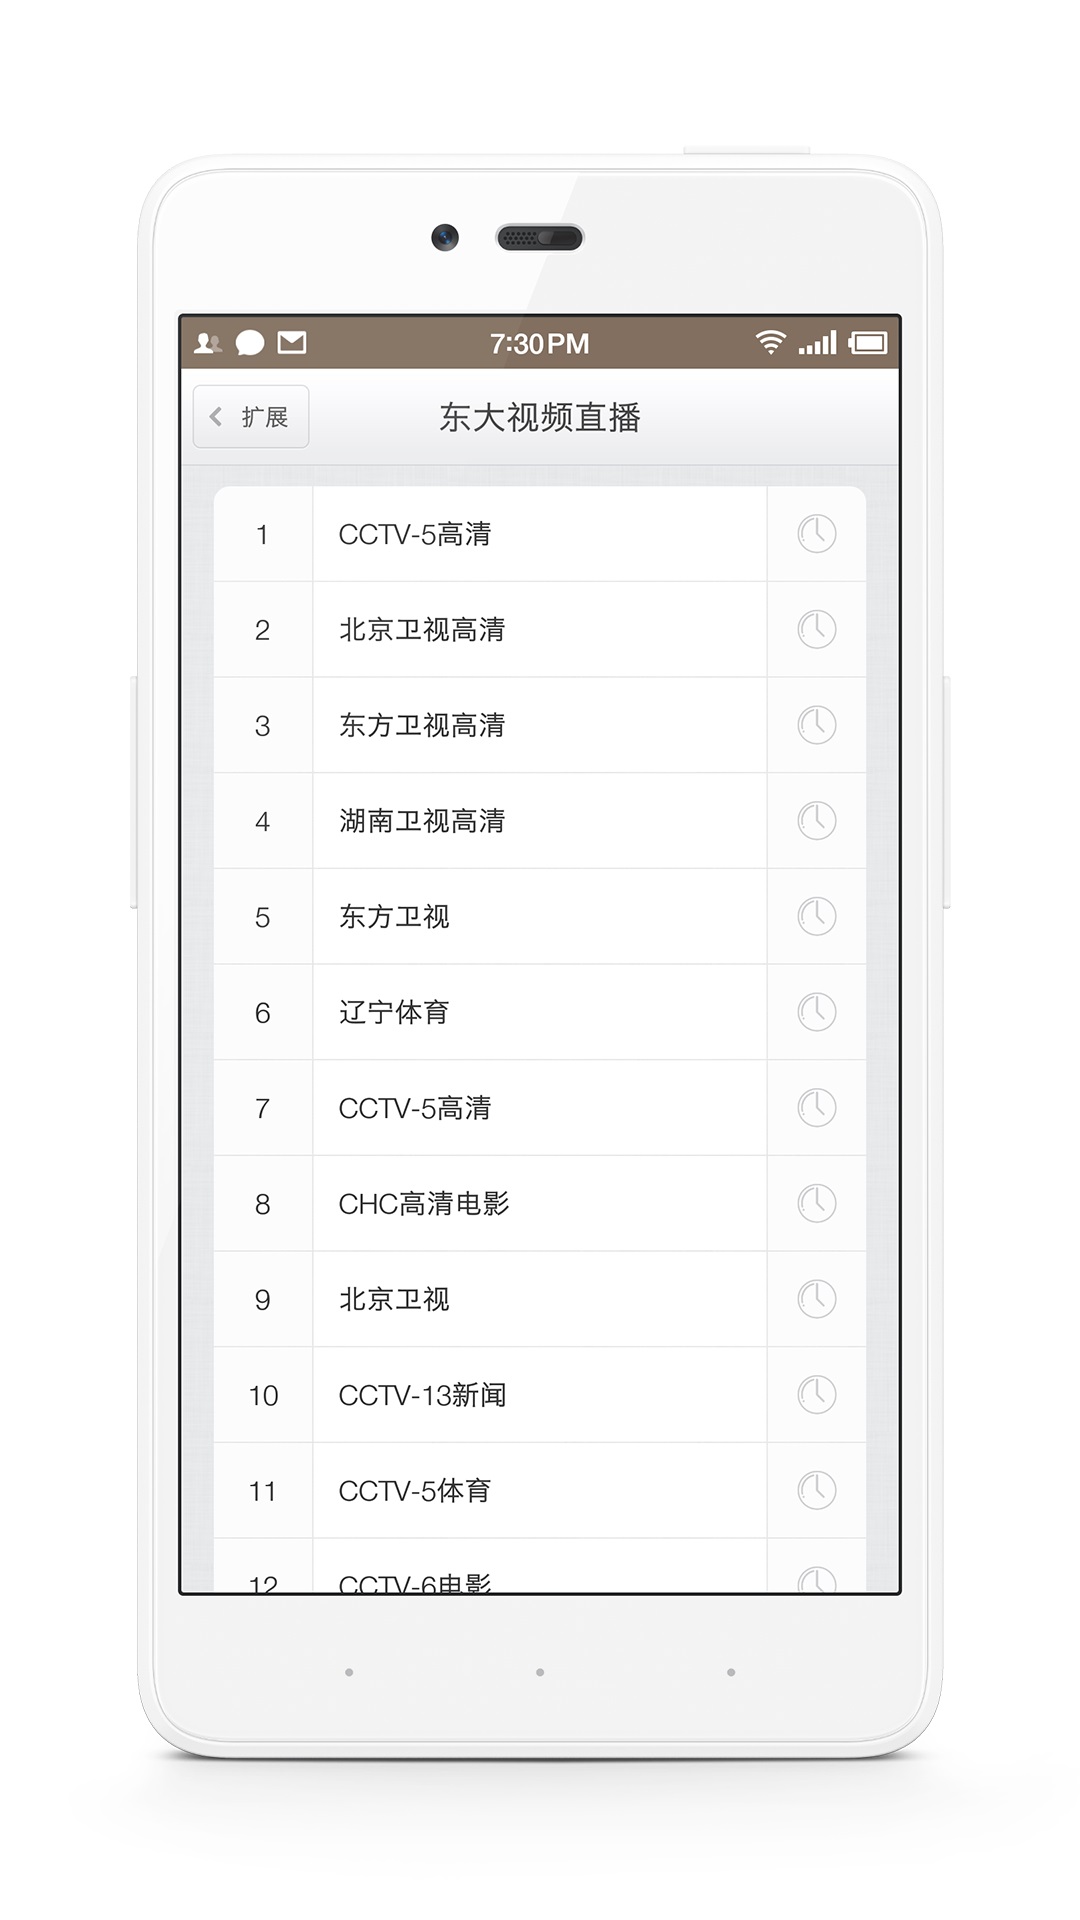 7:30PM
扩展
东大视频直播
1 CCTV-5高清
2 北京卫视高清
3 东方卫视高清
4 湖南卫视高清
5 东方卫视
6 辽宁体育
7 CCTV-5高清
8 CHC高清电影
9 北京卫视
10 CCTV-13新闻
11 CCTV-5体育
12 CCTV-6电影